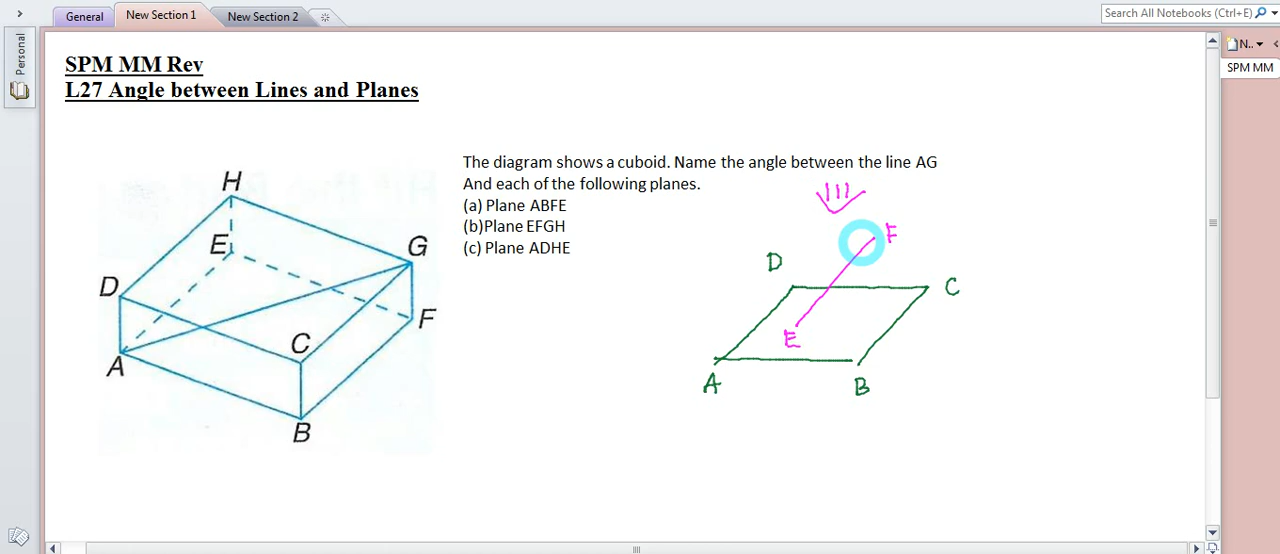 General
New Section 1
New Section 2
Search All Notebooks (Ctrl+E)
Personal
N..
SPM MM
SPM MM Rev
L27 Angle between Lines and Planes
The diagram shows a cuboid. Name the angle between the line AG
And each of the following planes.
(a) Plane ABFE
(b)Plane EFGH
(c) Plane ADHE
H
E
G
D
F
C
A
B
F
D
C
E
A
B